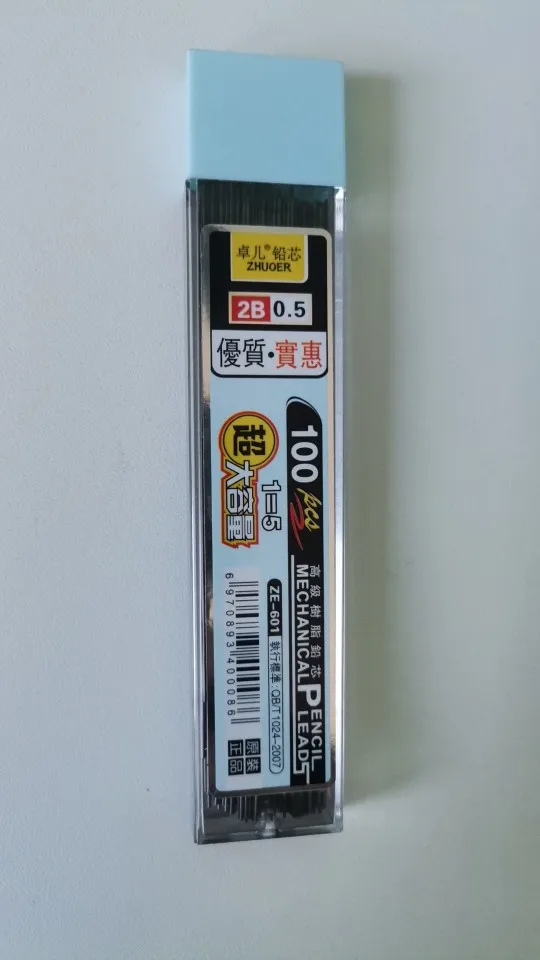 卓儿®铅芯
ZHUOER
2B 0.5
優質·實惠
100 pcs
超大容量
1=5
高級樹脂鉛芯
MECHANICAL PENCIL LEADS
ZE-601
執行標準:QB/T1024-2007
原装
正品
6970893400086